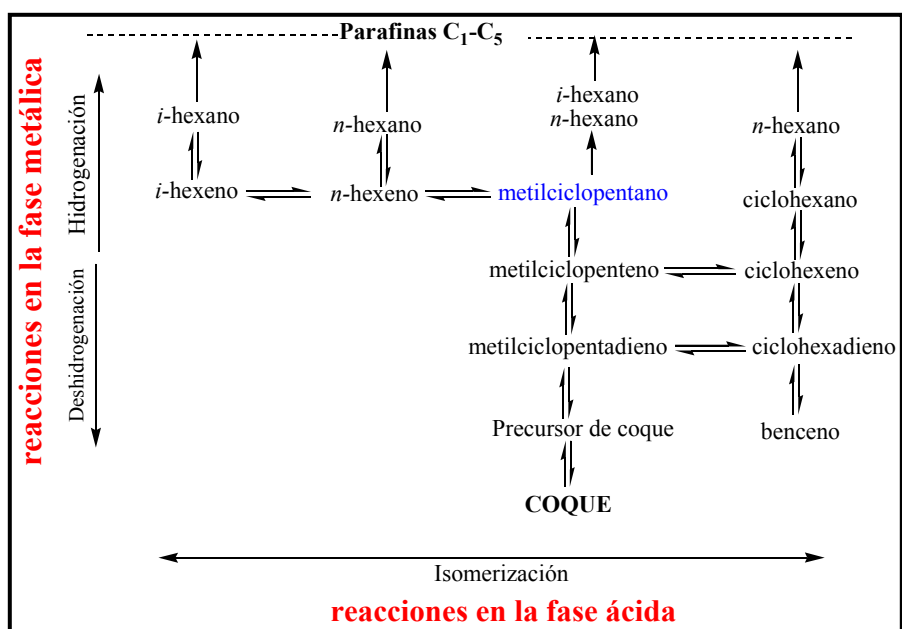 Parafinas C₁-C₅
reacciones en la fase metálica
Hidrogenación
Deshidrogenación
i-hexano
n-hexano
i-hexano
n-hexano
n-hexano
i-hexeno
n-hexeno
metilciclopentano
ciclohexano
metilciclopenteno
ciclohexeno
metilciclopentadieno
ciclohexadieno
Precursor de coque
benceno
COQUE
Isomerización
reacciones en la fase ácida